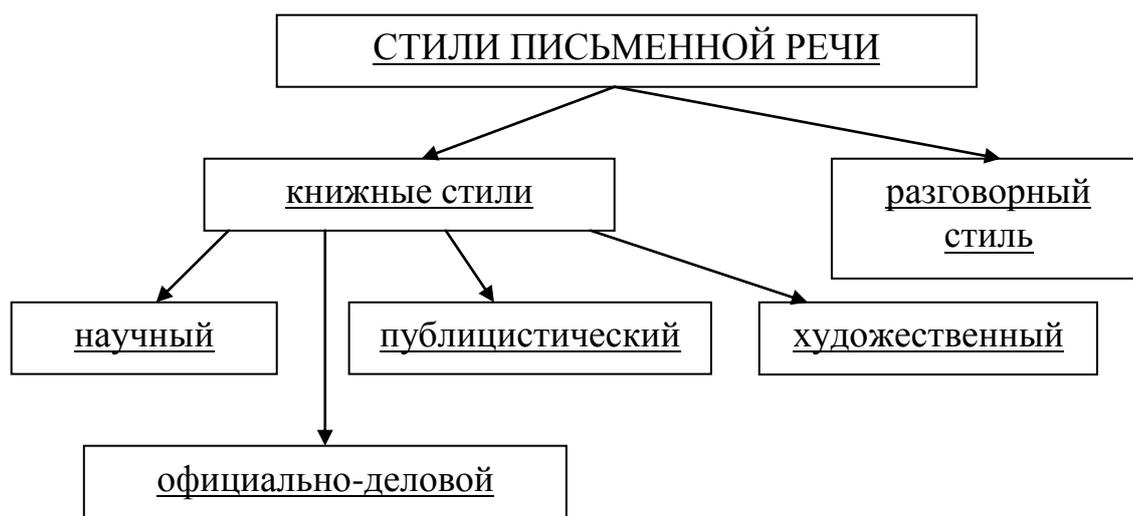 СТИЛИ ПИСЬМЕННОЙ РЕЧИ
книжные стили
разговорный
стиль
научный
публицистический
художественный
официально-деловой